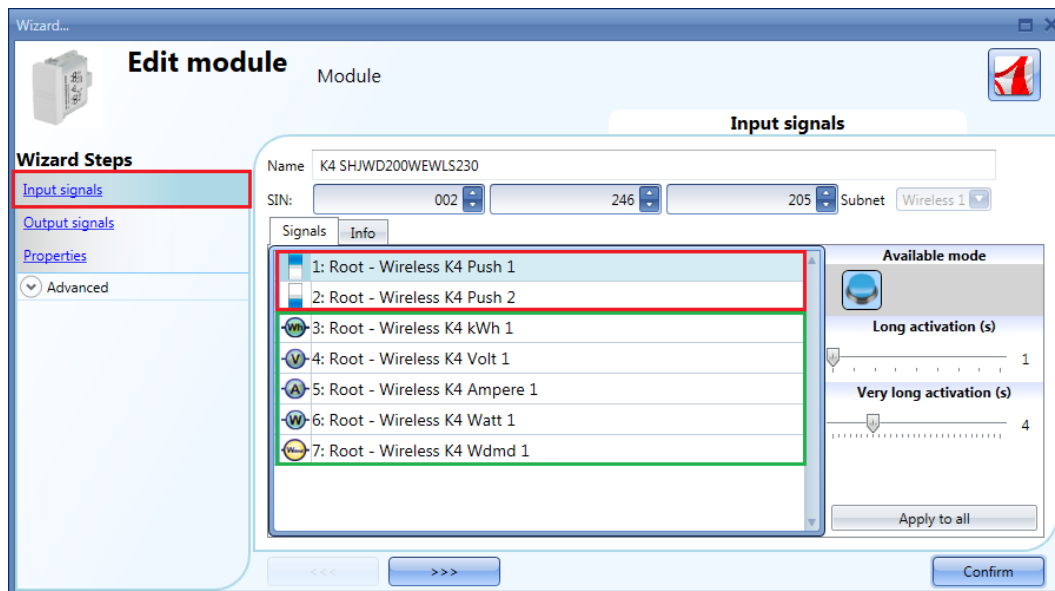 Wizard...
Edit module
Module
Input signals
Wizard Steps
Input signals
Output signals
Properties
Advanced
Name K4 SHJWD200WEWLS230
SIN: 002 246 205 Subnet Wireless 1
Signals Info
1: Root - Wireless K4 Push 1
2: Root - Wireless K4 Push 2
Wh 3: Root - Wireless K4 kWh 1
V 4: Root - Wireless K4 Volt 1
A 5: Root - Wireless K4 Ampere 1
W 6: Root - Wireless K4 Watt 1
7: Root - Wireless K4 Wdmd 1
Available mode
Long activation (s)
1
Very long activation (s)
4
Apply to all
<<< >>> Confirm